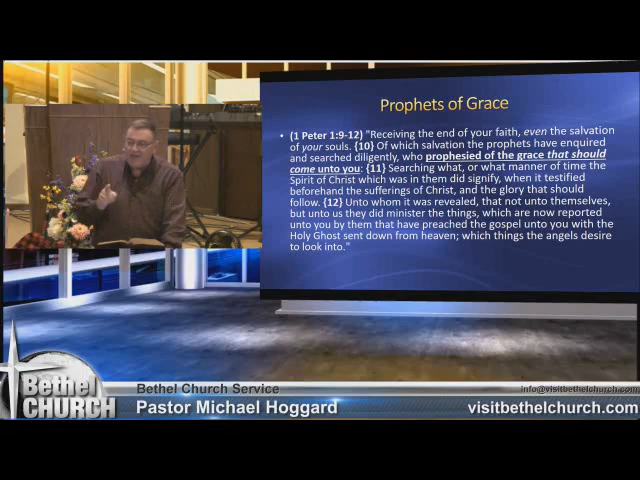 Prophets of Grace
• (1 Peter 1:9-12) "Receiving the end of your faith, even the salvation
of your souls. {10} Of which salvation the prophets have enquired
and searched diligently, who prophesied of the grace that should
come unto you: {11} Searching what, or what manner of time the
Spirit of Christ which was in them did signify, when it testified
beforehand the sufferings of Christ, and the glory that should
follow. {12} Unto whom it was revealed, that not unto themselves,
but unto us they did minister the things, which are now reported
unto you by them that have preached the gospel unto you with the
Holy Ghost sent down from heaven; which things the angels desire
to look into."
Bethel
CHURCH
Bethel Church Service
info@visitbethelchurch.com
Pastor Michael Hoggard
visitbethelchurch.com